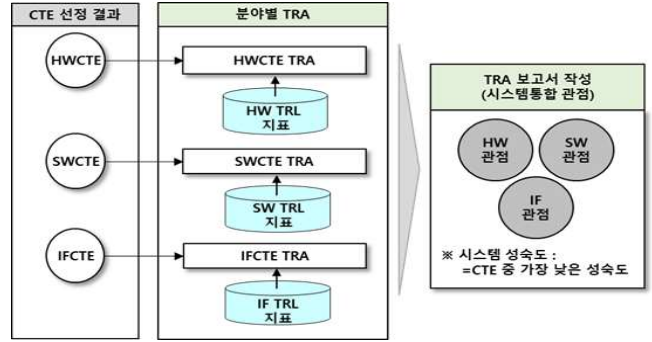 CTE 선정 결과
분야별 TRA
HWCTE
HWCTE TRA
HW TRL
지표
SWCTE
SWCTE TRA
SW TRL
지표
IFCTE
IFCTE TRA
IF TRL
지표
TRA 보고서 작성
(시스템통합 관점)
HW
관점
SW
관점
IF
관점
※ 시스템 성숙도 :
=CTE 중 가장 낮은 성숙도